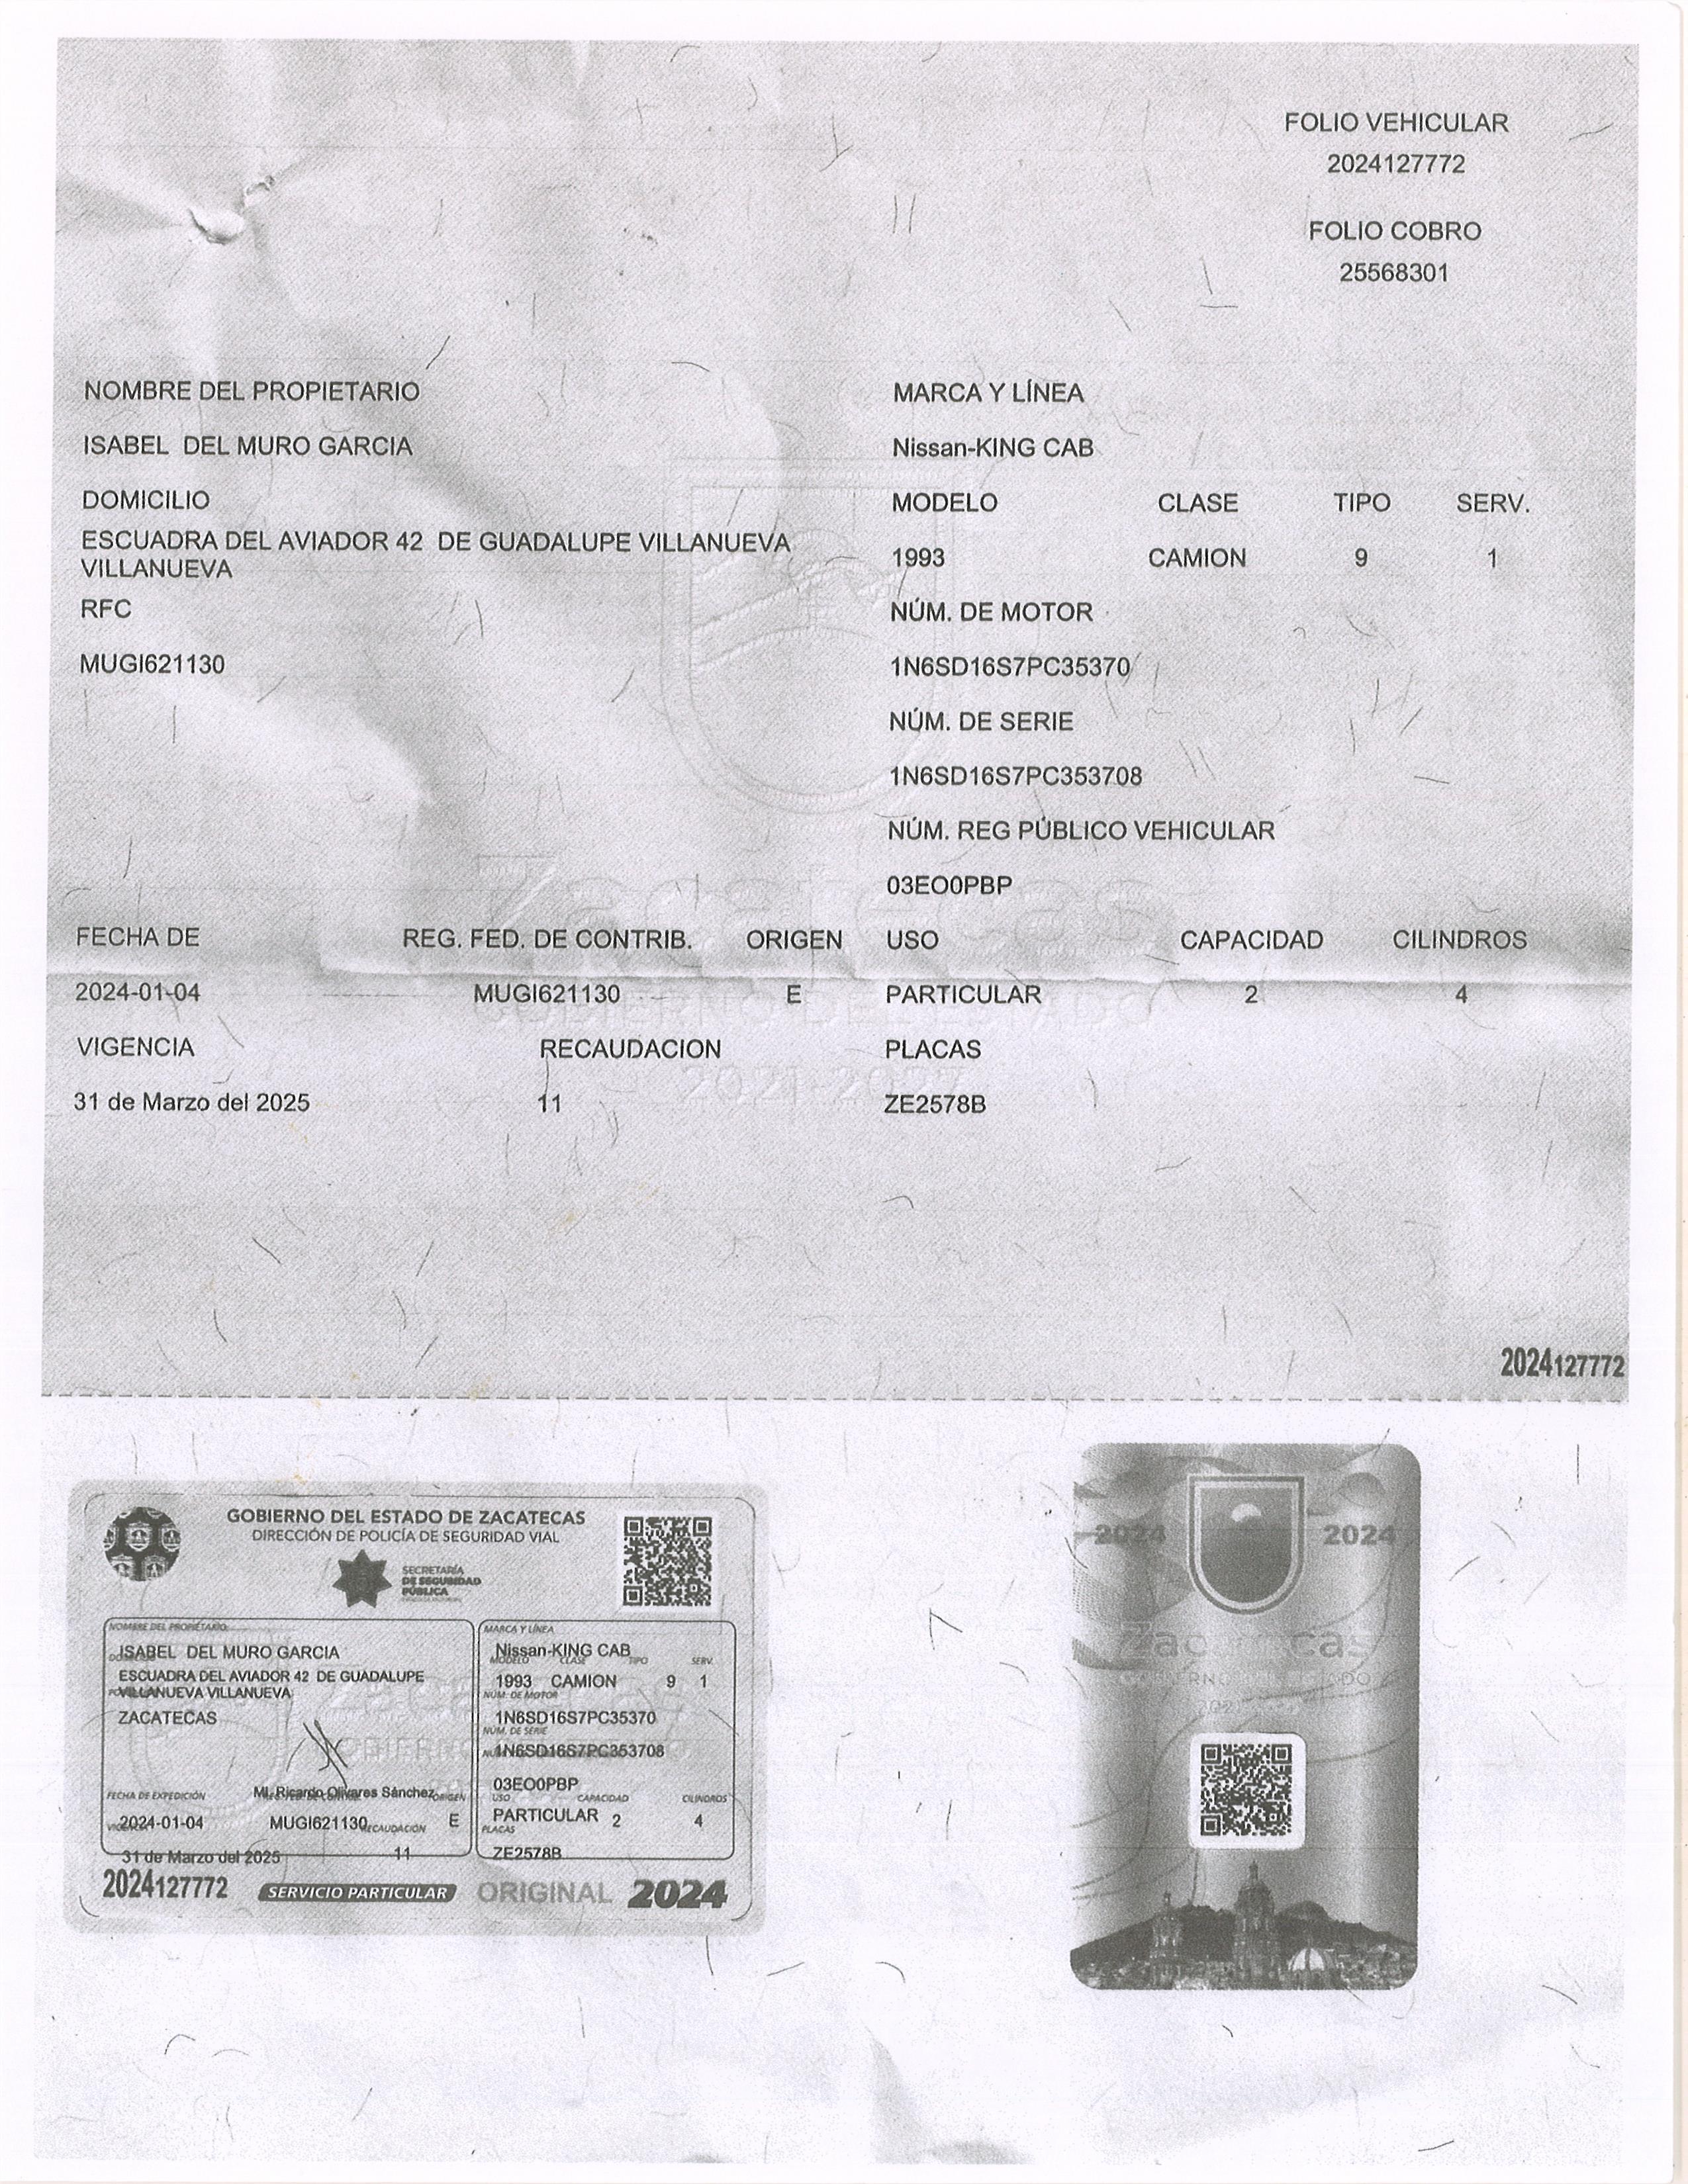 FOLIO VEHICULAR
2024127772
FOLIO COBRO
25568301
NOMBRE DEL PROPIETARIO
ISABEL DEL MURO GARCIA
DOMICILIO
ESCUADRA DEL AVIADOR 42 DE GUADALUPE VILLANUEVA
VILLANUEVA
RFC
MUGI621130
MARCA Y LÍNEA
Nissan-KING CAB
MODELO CLASE TIPO SERV.
1993 CAMION 9 1
NÚM. DE MOTOR
1N6SD16S7PC35370
NÚM. DE SERIE
1N6SD16S7PC353708
NÚM. REG PÚBLICO VEHICULAR
03EO0PBP
FECHA DE REG. FED. DE CONTRIB. ORIGEN USO CAPACIDAD CILINDROS
2024-01-04 MUGI621130 E PARTICULAR 2 4
VIGENCIA RECAUDACION PLACAS
31 de Marzo del 2025 11 ZE2578B
Zacatecas
GOBIERNO DEL ESTADO
2021-2027
2024127772
GOBIERNO DEL ESTADO DE ZACATECAS
DIRECCIÓN DE POLICÍA DE SEGURIDAD VIAL
SECRETARÍA
DE SEGURIDAD
PÚBLICA
NOMBRE DEL PROPIETARIO
ISABEL DEL MURO GARCIA
DOMICILIO
ESCUADRA DEL AVIADOR 42 DE GUADALUPE
VILLANUEVA VILLANUEVA
ZACATECAS
MI. Ricardo Olivares Sánchez
FECHA DE EXPEDICIÓN ORIGEN
2024-01-04 MUGI621130 E
VIGENCIA RECAUDACIÓN
31 de Marzo del 2025 11
MARCA Y LÍNEA
Nissan-KING CAB
MODELO CLASE TIPO SERV.
1993 CAMION 9 1
NÚM. DE MOTOR
1N6SD16S7PC35370
NÚM. DE SERIE
1N6SD16S7PC353708
03EO0PBP
USO CAPACIDAD CILINDROS
PARTICULAR 2 4
PLACAS
ZE2578B
2024127772 SERVICIO PARTICULAR ORIGINAL 2024
2024 2024
Zacatecas